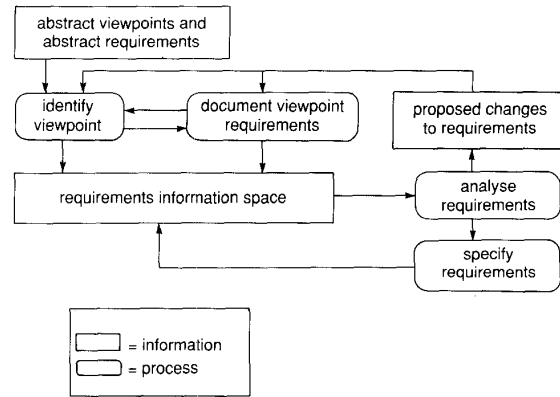 abstract viewpoints and
abstract requirements
identify
viewpoint
document viewpoint
requirements
proposed changes
to requirements
requirements information space
analyse
requirements
specify
requirements
= information
= process